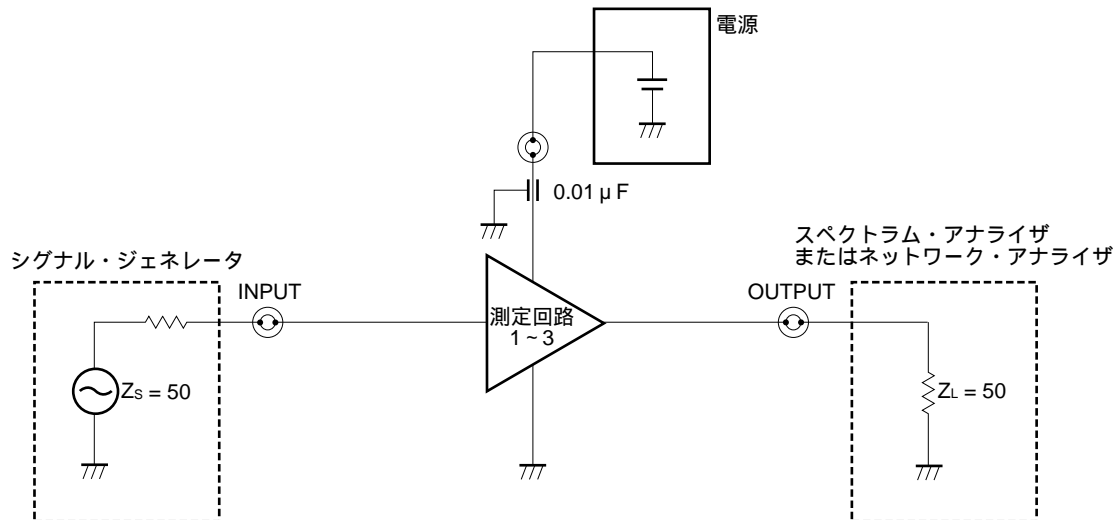 電源
0.01 μ F
スペクトラム・アナライザ
またはネットワーク・アナライザ
シグナル・ジェネレータ
INPUT
OUTPUT
測定回路
1 ~ 3
ZS = 50
ZL = 50